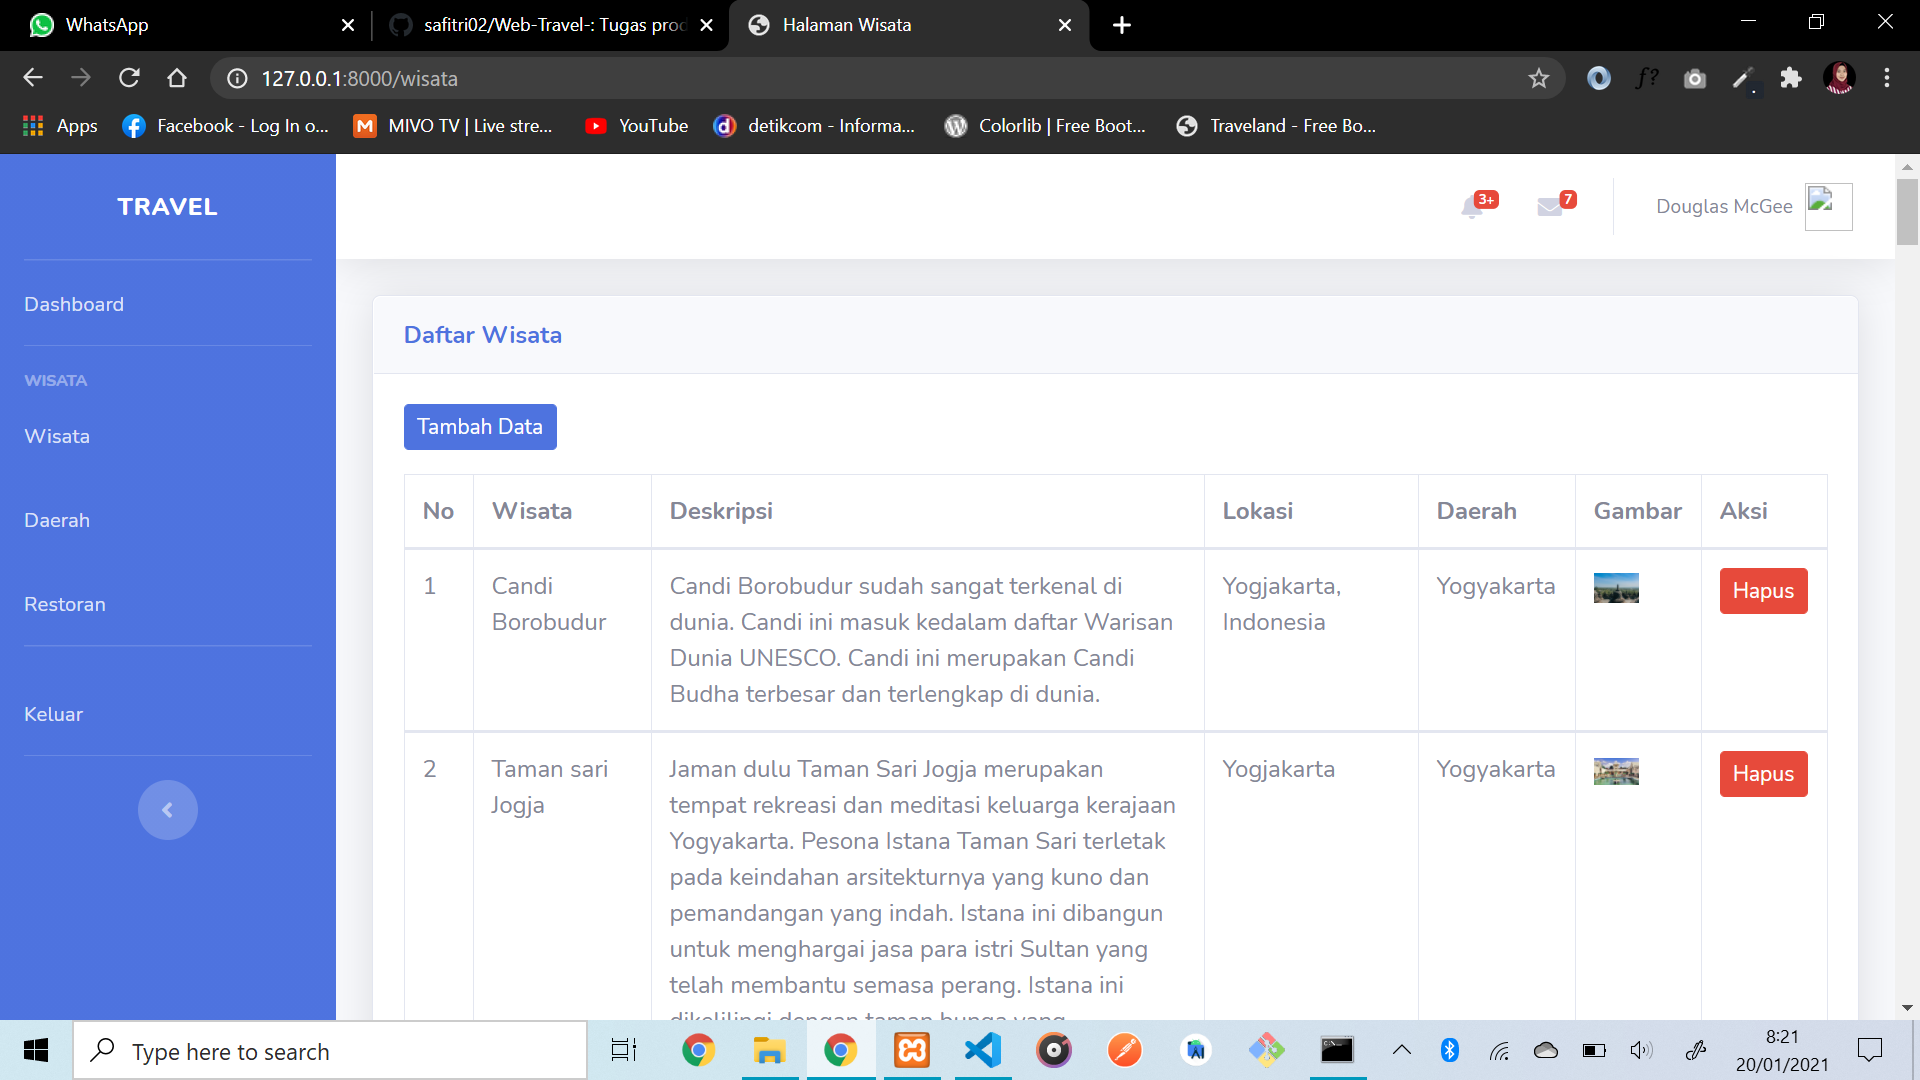 WhatsApp
safitri02/Web-Travel-: Tugas prod
Halaman Wisata
127.0.0.1:8000/wisata
f?
Apps
Facebook - Log In o...
MIVO TV | Live stre...
YouTube
detikcom - Informa...
Colorlib | Free Boot...
Traveland - Free Bo...
TRAVEL
3+
7
Douglas McGee
Dashboard
WISATA
Wisata
Daerah
Restoran
Keluar
Daftar Wisata
Tambah Data
No Wisata Deskripsi Lokasi Daerah Gambar Aksi
1 Candi Borobudur sudah sangat terkenal di Yogyakarta Hapus
Candi
Borobudur
dunia. Candi ini masuk kedalam daftar Warisan
Dunia UNESCO. Candi ini merupakan Candi
Budha terbesar dan terlengkap di dunia.
Yogjakarta,
Indonesia
2
Taman sari
Jogja
Jaman dulu Taman Sari Jogja merupakan
tempat rekreasi dan meditasi keluarga kerajaan
Yogyakarta. Pesona Istana Taman Sari terletak
pada keindahan arsitekturnya yang kuno dan
pemandangan yang indah. Istana ini dibangun
untuk menghargai jasa para istri Sultan yang
telah membantu semasa perang. Istana ini
dikelilingi dengan taman bunga yang
Yogjakarta
Yogyakarta
Hapus
Type here to search
8:21
20/01/2021